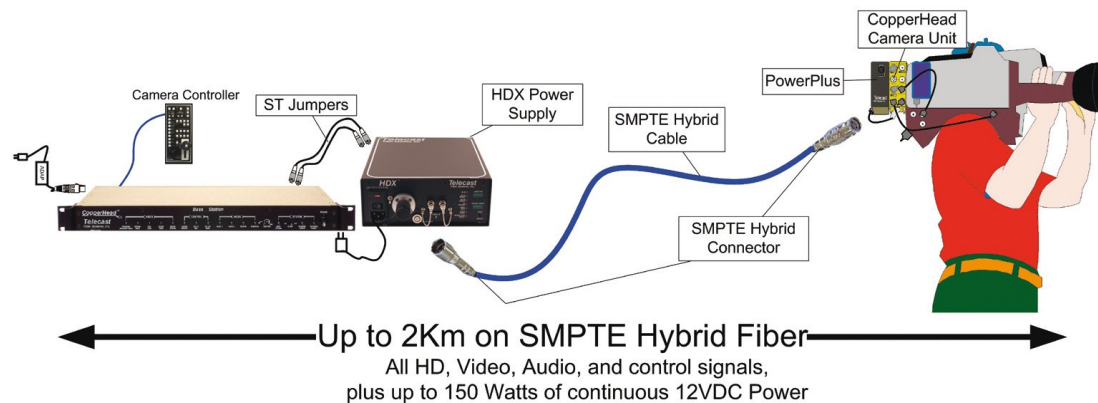 CopperHead
Camera Unit
PowerPlus
Camera Controller
ST Jumpers
HDX Power
Supply
SMPTE Hybrid
Cable
Telecast
HDX
Telecast
CopperHead
Base Station
Telecast
SMPTE Hybrid
Connector
Up to 2Km on SMPTE Hybrid Fiber
All HD, Video, Audio, and control signals,
plus up to 150 Watts of continuous 12VDC Power